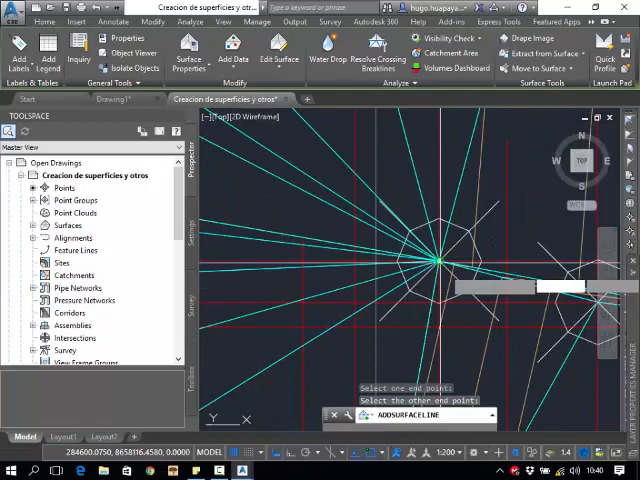 Creacion de superficies y otr...
Type a keyword or phrase
hugo.huapaya...
Home Insert Annotate Modify Analyze View Manage Output Survey Autodesk 360 Help Add-ins Express Tools Featured Apps
Add Labels
Add Legend
Inquiry
Properties
Object Viewer
Isolate Objects
Surface Properties
Add Data
Edit Surface
Water Drop
Resolve Crossing Breaklines
Visibility Check
Catchment Area
Volumes Dashboard
Drape Image
Extract from Surface
Move to Surface
Quick Profile
Labels & Tables
General Tools
Modify
Analyze
Surface Tools
Launch Pad
Start
Drawing1*
Creacion de superficies y otros*
TOOLSPACE
Master View
Open Drawings
Creacion de superficies y otros
Points
Point Groups
Point Clouds
Surfaces
Alignments
Feature Lines
Sites
Catchments
Pipe Networks
Pressure Networks
Corridors
Assemblies
Intersections
Survey
View Frame Groups
Prospector
Settings
Survey
Toolbox
[−][Top][2D Wireframe]
N
W
TOP
E
S
WCS
Y
X
Select one end point:
Select the other end point:
ADDSURFACELINE
LAYER PROPERTIES MANAGER
Model
Layout1
Layout2
284600.0750, 8658116.4580, 0.0000
MODEL
1:200
1.4
10:40